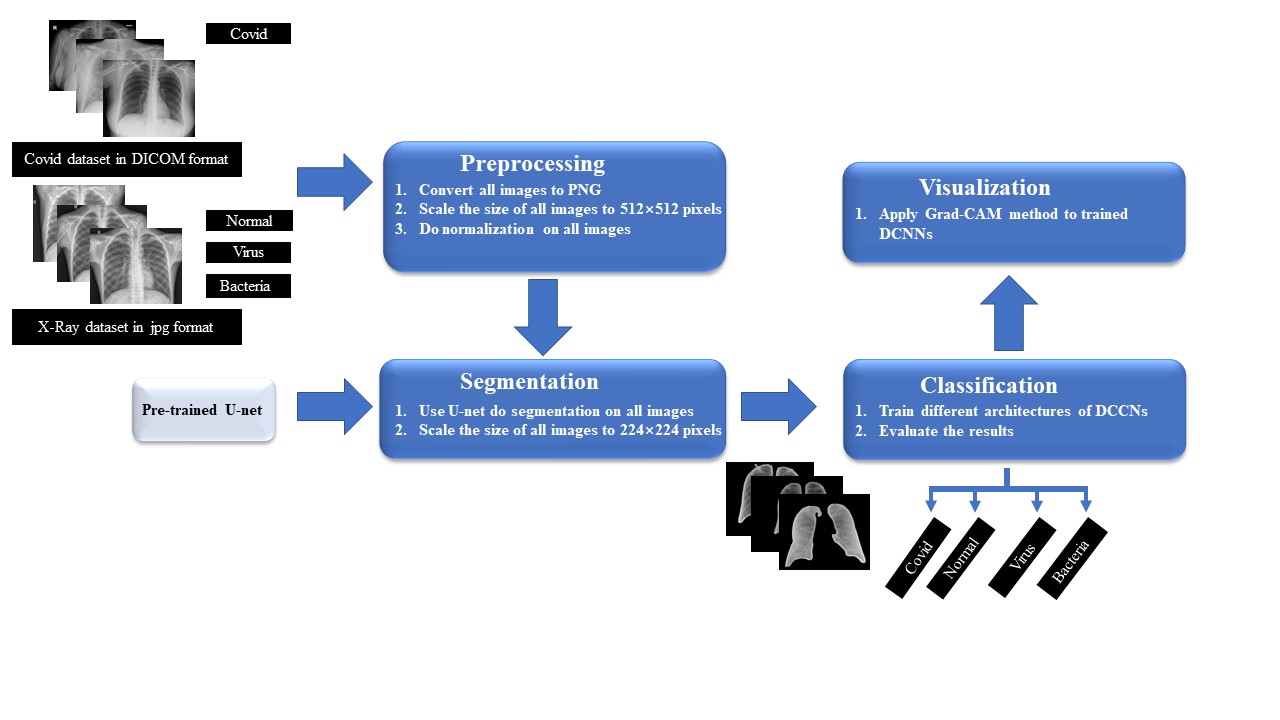 Covid
Covid dataset in DICOM format
Normal
Virus
Bacteria
X-Ray dataset in jpg format
Preprocessing
1. Convert all images to PNG
2. Scale the size of all images to 512×512 pixels
3. Do normalization on all images
Pre-trained U-net
Segmentation
1. Use U-net do segmentation on all images
2. Scale the size of all images to 224×224 pixels
Visualization
1. Apply Grad-CAM method to trained
DCNNs
Classification
1. Train different architectures of DCCNs
2. Evaluate the results
Covid
Normal
Virus
Bacteria